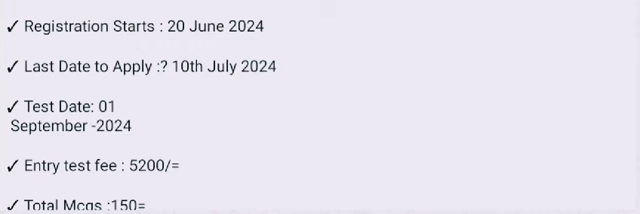 ✓ Registration Starts : 20 June 2024
✓ Last Date to Apply :? 10th July 2024
✓ Test Date: 01
September -2024
✓ Entry test fee : 5200/=
✓ Total Mcqs :150=